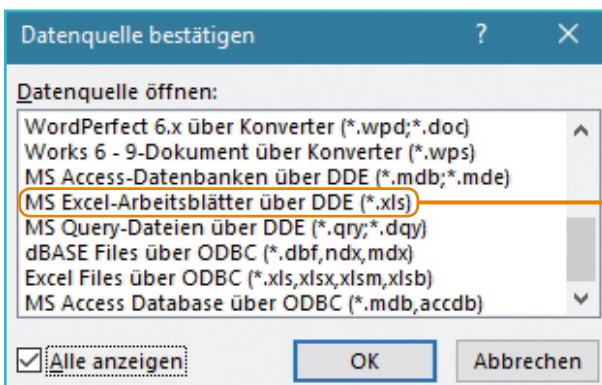 Datenquelle bestätigen ? ×
Datenquelle öffnen:
WordPerfect 6.x über Konverter (*.wpd;*.doc)
Works 6 - 9-Dokument über Konverter (*.wps)
MS Access-Datenbanken über DDE (*.mdb;*.mde)
MS Excel-Arbeitsblätter über DDE (*.xls)
MS Query-Dateien über DDE (*.qry;*.dqy)
dBASE Files über ODBC (*.dbf,ndx,mdx)
Excel Files über ODBC (*.xls,xlsx,xlsm,xlsb)
MS Access Database über ODBC (*.mdb,accdb)
Alle anzeigen OK Abbrechen